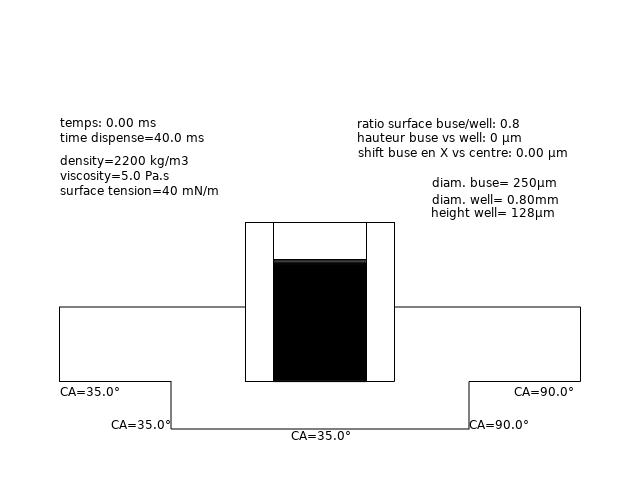 temps: 0.00 ms
time dispense=40.0 ms
density=2200 kg/m3
viscosity=5.0 Pa.s
surface tension=40 mN/m
ratio surface buse/well: 0.8
hauteur buse vs well: 0 µm
shift buse en X vs centre: 0.00 µm
diam. buse= 250µm
diam. well= 0.80mm
height well= 128µm
CA=35.0°
CA=90.0°
CA=35.0°
CA=90.0°
CA=35.0°